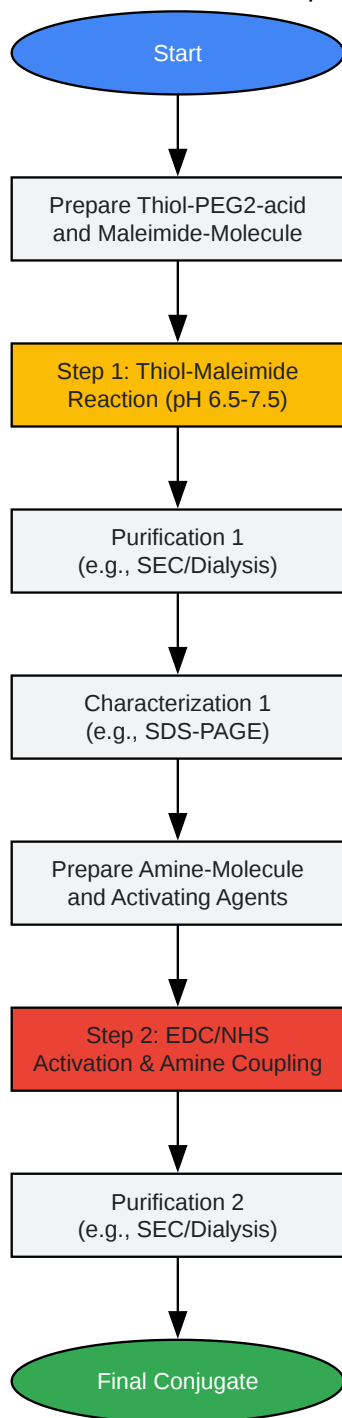 Start
Prepare Thiol-PEG2-acid
and Maleimide-Molecule
Step 1: Thiol-Maleimide
Reaction (pH 6.5-7.5)
Purification 1
(e.g., SEC/Dialysis)
Characterization 1
(e.g., SDS-PAGE)
Prepare Amine-Molecule
and Activating Agents
Step 2: EDC/NHS
Activation & Amine Coupling
Purification 2
(e.g., SEC/Dialysis)
Final Conjugate